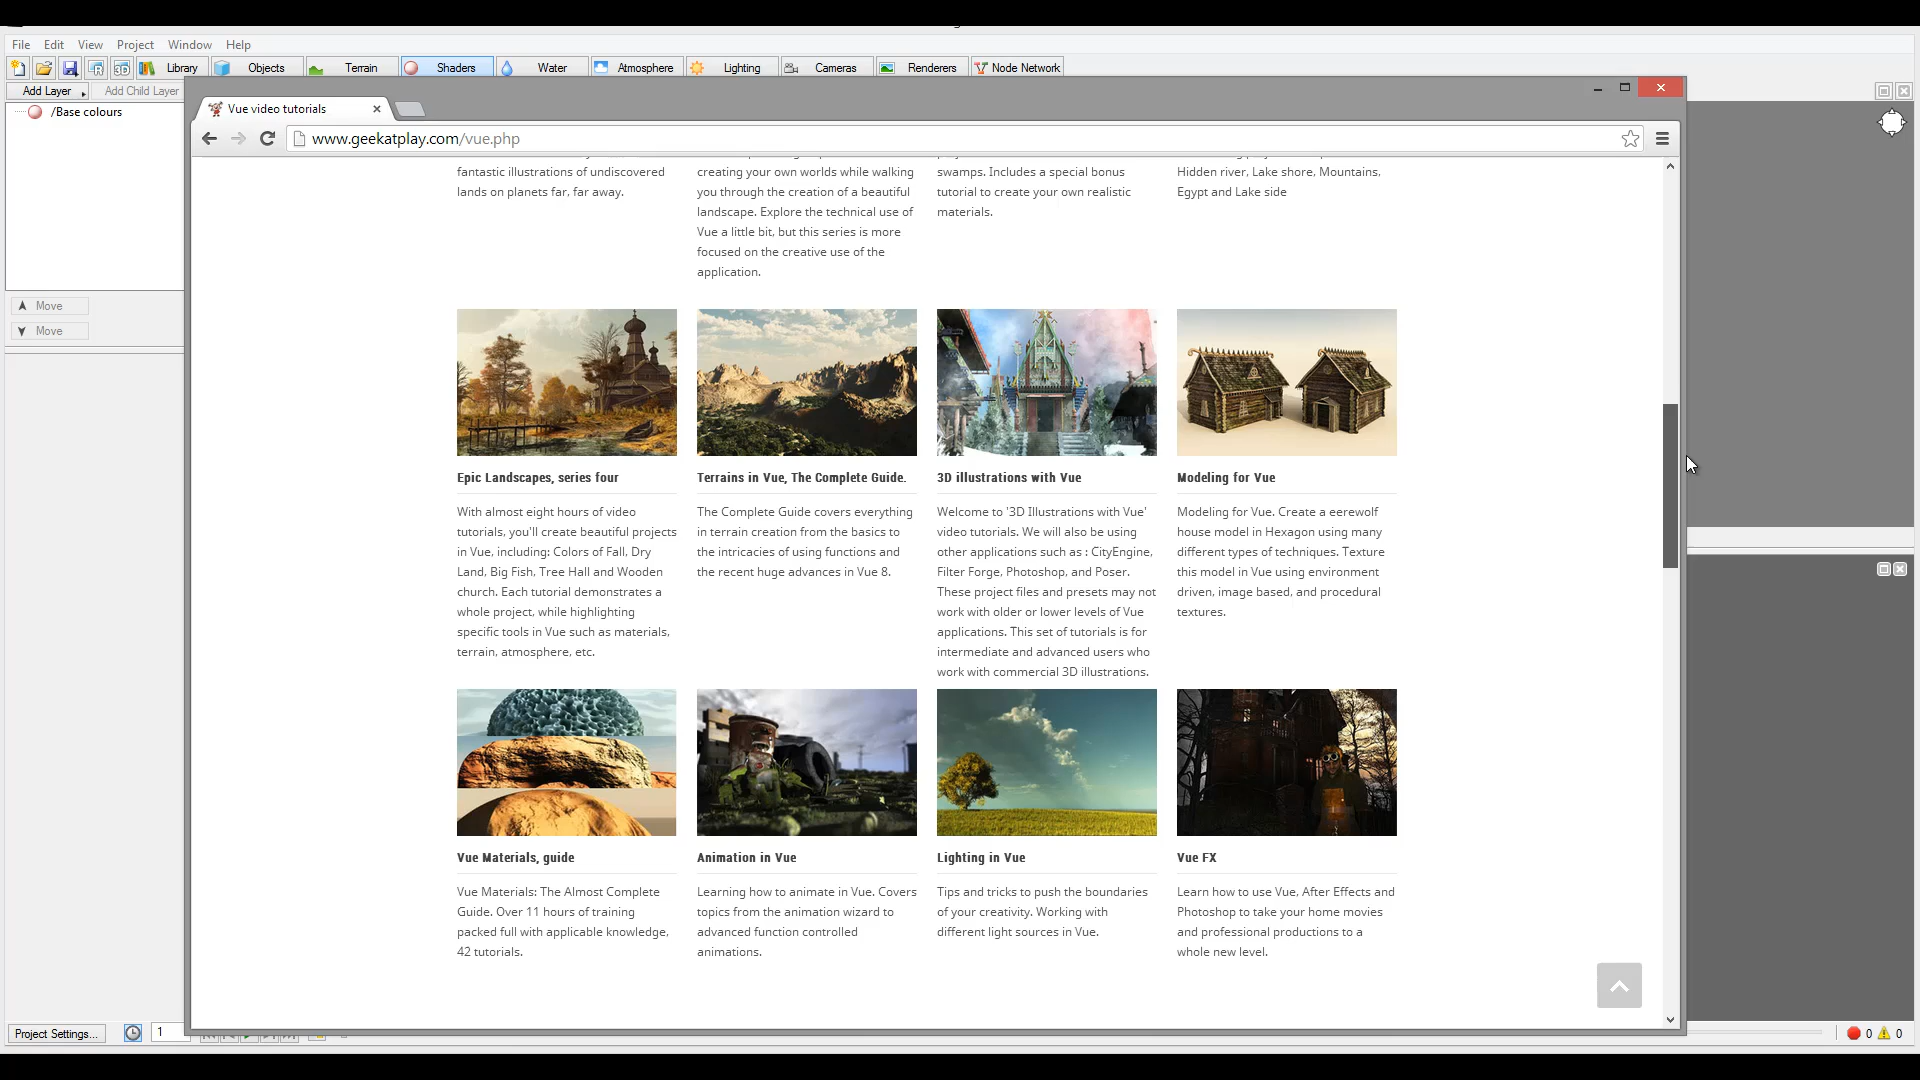 File Edit View Project Window Help
Library Objects Terrain Shaders Water Atmosphere Lighting Cameras Renderers Node Network
Add Layer Add Child Layer
/Base colours
Move
Move
Vue video tutorials
www.geekatplay.com/vue.php
fantastic illustrations of undiscovered
lands on planets far, far away.
creating your own worlds while walking
you through the creation of a beautiful
landscape. Explore the technical use of
Vue a little bit, but this series is more
focused on the creative use of the
application.
swamps. Includes a special bonus
tutorial to create your own realistic
materials.
Hidden river, Lake shore, Mountains,
Egypt and Lake side
Epic Landscapes, series four
With almost eight hours of video
tutorials, you'll create beautiful projects
in Vue, including: Colors of Fall, Dry
Land, Big Fish, Tree Hall and Wooden
church. Each tutorial demonstrates a
whole project, while highlighting
specific tools in Vue such as materials,
terrain, atmosphere, etc.
Terrains in Vue, The Complete Guide.
The Complete Guide covers everything
in terrain creation from the basics to
the intricacies of using functions and
the recent huge advances in Vue 8.
3D illustrations with Vue
Welcome to '3D Illustrations with Vue'
video tutorials. We will also be using
other applications such as : CityEngine,
Filter Forge, Photoshop, and Poser.
These project files and presets may not
work with older or lower levels of Vue
applications. This set of tutorials is for
intermediate and advanced users who
work with commercial 3D illustrations.
Modeling for Vue
Modeling for Vue. Create a eerewolf
house model in Hexagon using many
different types of techniques. Texture
this model in Vue using environment
driven, image based, and procedural
textures.
Vue Materials, guide
Vue Materials: The Almost Complete
Guide. Over 11 hours of training
packed full with applicable knowledge,
42 tutorials.
Animation in Vue
Learning how to animate in Vue. Covers
topics from the animation wizard to
advanced function controlled
animations.
Lighting in Vue
Tips and tricks to push the boundaries
of your creativity. Working with
different light sources in Vue.
Vue FX
Learn how to use Vue, After Effects and
Photoshop to take your home movies
and professional productions to a
whole new level.
Project Settings... 1 0 0